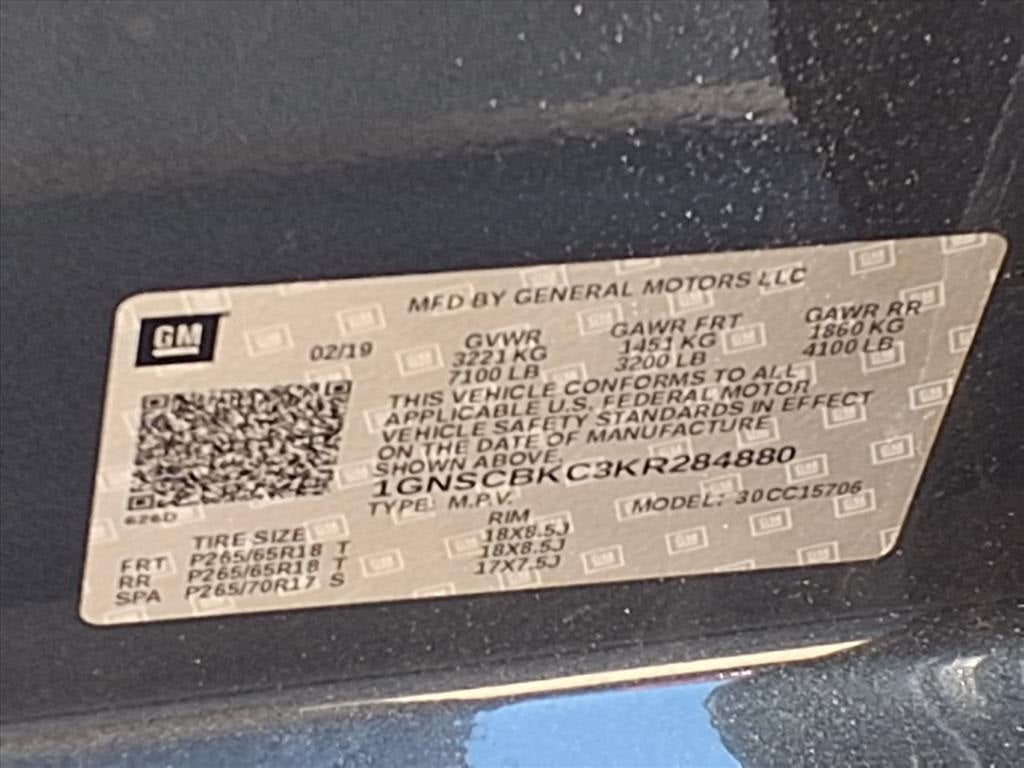 MFD BY GENERAL MOTORS LLC
GM
02/19
GVWR GAWR FRT GAWR RR
3221 KG 1451 KG 1860 KG
7100 LB 3200 LB 4100 LB
THIS VEHICLE CONFORMS TO ALL
APPLICABLE U.S. FEDERAL MOTOR
VEHICLE SAFETY STANDARDS IN EFFECT
ON THE DATE OF MANUFACTURE
SHOWN ABOVE.
1GNSCBKC3KR284880
TYPE: M.P.V. MODEL: 30CC15706
626D
TIRE SIZE RIM
FRT P265/65R18 T 18X8.5J
RR P265/65R18 T 18X8.5J
SPA P265/70R17 S 17X7.5J